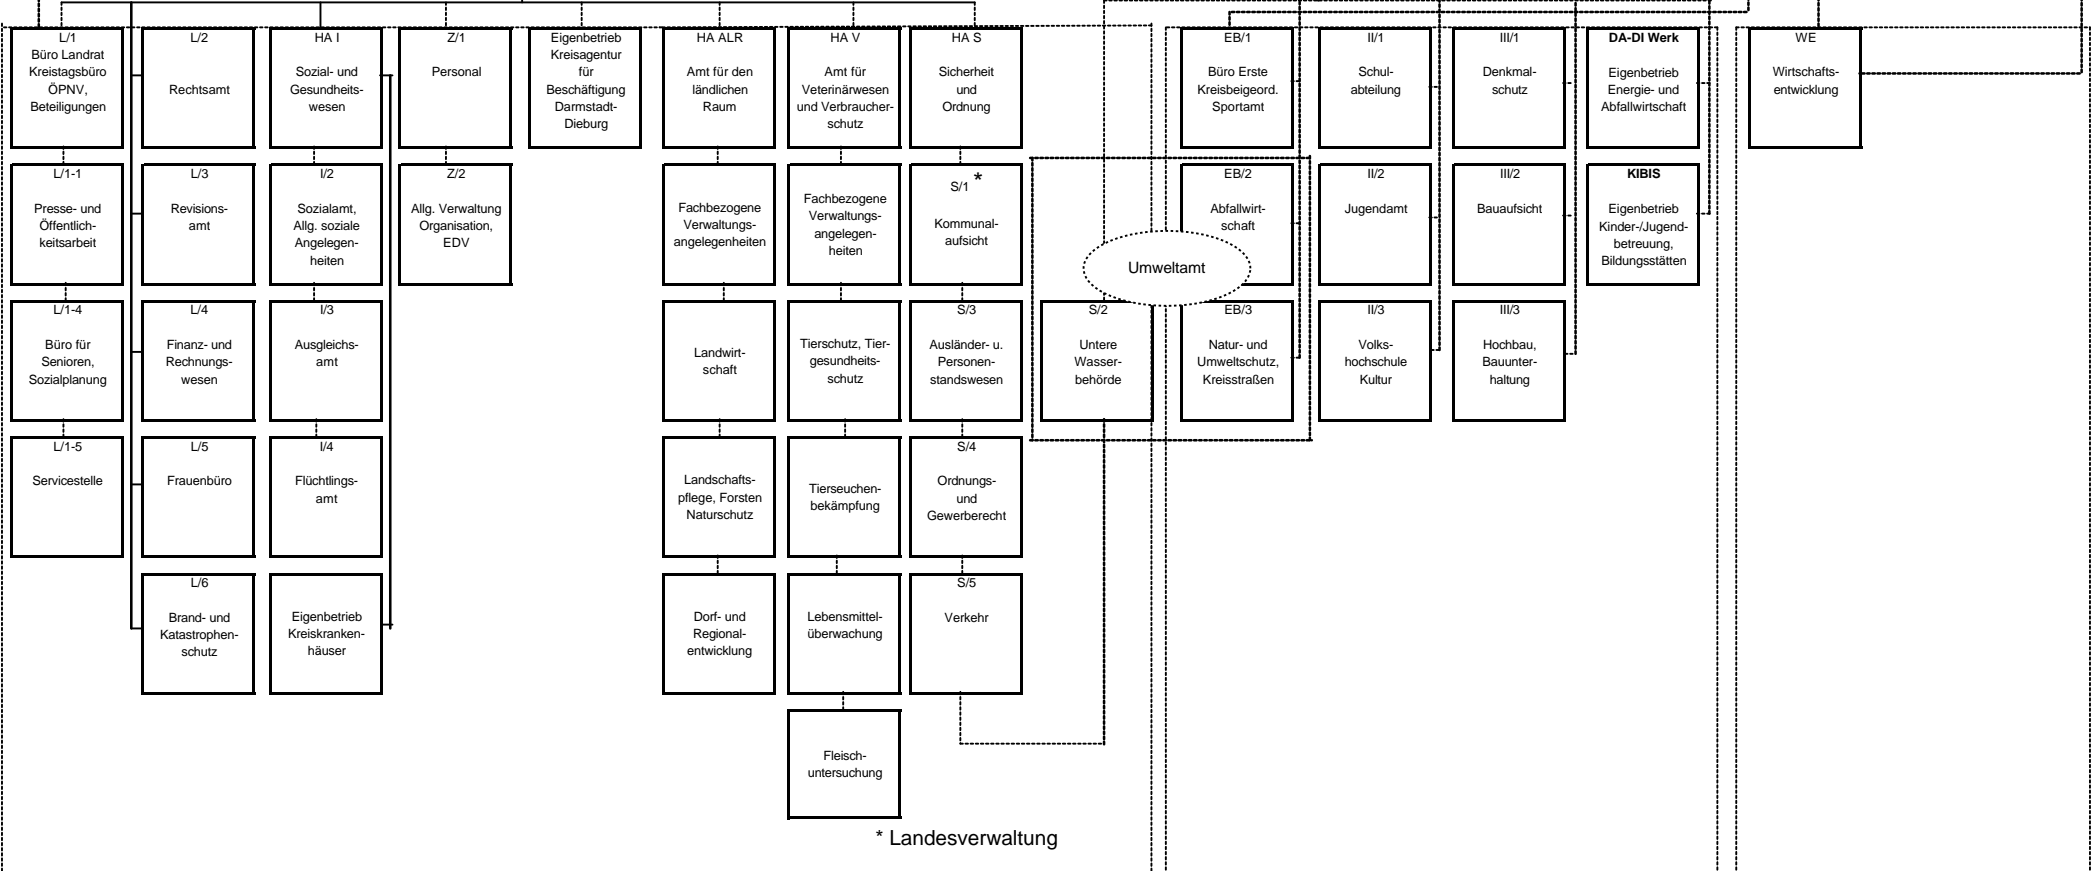 L/1
Büro Landrat
Kreistagsbüro
ÖPNV,
Beteiligungen
L/2
Rechtsamt
HA I
Sozial- und
Gesundheits-
wesen
Z/1
Personal
Eigenbetrieb
Kreisagentur
für
Beschäftigung
Darmstadt-
Dieburg
HA ALR
Amt für den
ländlichen
Raum
HA V
Amt für
Veterinärwesen
und Verbraucher-
schutz
HA S
Sicherheit
und
Ordnung
EB/1
Büro Erste
Kreisbeigeord.
Sportamt
II/1
Schul-
abteilung
III/1
Denkmal-
schutz
DA-DI Werk
Eigenbetrieb
Energie- und
Abfallwirtschaft
WE
Wirtschafts-
entwicklung
L/1-1
Presse- und
Öffentlich-
keitsarbeit
L/3
Revisions-
amt
I/2
Sozialamt,
Allg. soziale
Angelegen-
heiten
Z/2
Allg. Verwaltung
Organisation,
EDV
Fachbezogene
Verwaltungs-
angelegenheiten
Fachbezogene
Verwaltungs-
angelegen-
heiten
S/1 *
Kommunal-
aufsicht
EB/2
Abfallwirt-
schaft
II/2
Jugendamt
III/2
Bauaufsicht
KIBIS
Eigenbetrieb
Kinder-/Jugend-
betreuung,
Bildungsstätten
Umweltamt
L/1-4
Büro für
Senioren,
Sozialplanung
L/4
Finanz- und
Rechnungs-
wesen
I/3
Ausgleichs-
amt
Landwirt-
schaft
Tierschutz, Tier-
gesundheits-
schutz
S/3
Ausländer- u.
Personen-
standswesen
S/2
Untere
Wasser-
behörde
EB/3
Natur- und
Umweltschutz,
Kreisstraßen
II/3
Volks-
hochschule
Kultur
III/3
Hochbau,
Bauunter-
haltung
L/1-5
Servicestelle
L/5
Frauenbüro
I/4
Flüchtlings-
amt
Landschafts-
pflege, Forsten
Naturschutz
Tierseuchen-
bekämpfung
S/4
Ordnungs-
und
Gewerberecht
L/6
Brand- und
Katastrophen-
schutz
Eigenbetrieb
Kreiskranken-
häuser
Dorf- und
Regional-
entwicklung
Lebensmittel-
überwachung
S/5
Verkehr
Fleisch-
untersuchung
* Landesverwaltung